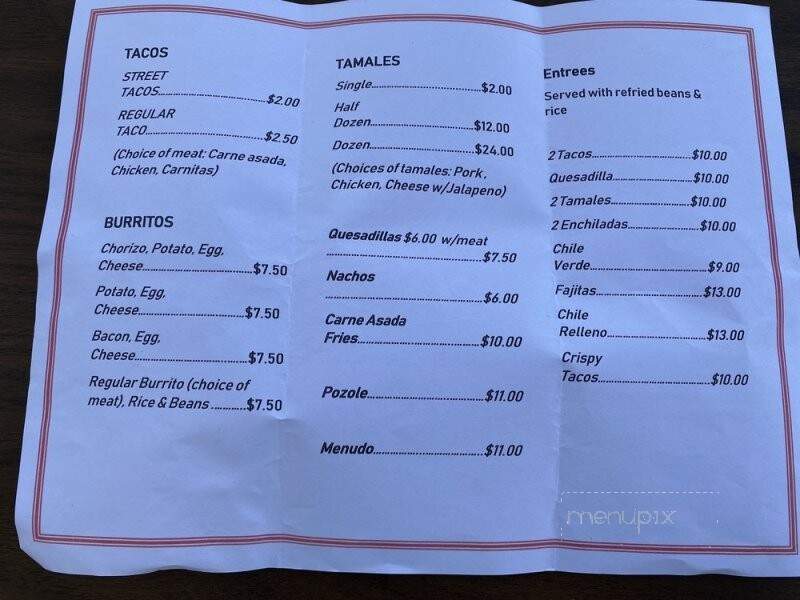 TACOS
STREET
TACOS..............................$2.00
REGULAR
TACO..............................$2.50
(Choice of meat: Carne asada,
Chicken, Carnitas)
BURRITOS
Chorizo, Potato, Egg,
Cheese..............................$7.50
Potato, Egg,
Cheese..............................$7.50
Bacon, Egg,
Cheese..............................$7.50
Regular Burrito (choice of
meat), Rice & Beans ............$7.50
TAMALES
Single..............................$2.00
Half
Dozen..............................$12.00
Dozen..............................$24.00
(Choices of tamales: Pork,
Chicken, Cheese w/Jalapeno)
Quesadillas $6.00 w/meat
..............................$7.50
Nachos
..............................$6.00
Carne Asada
Fries..............................$10.00
Pozole..............................$11.00
Menudo..............................$11.00
Entrees
Served with refried beans &
rice
2 Tacos..............................$10.00
Quesadilla..............................$10.00
2 Tamales..............................$10.00
2 Enchiladas..............................$10.00
Chile
Verde..............................$9.00
Fajitas..............................$13.00
Chile
Relleno..............................$13.00
Crispy
Tacos..............................$10.00
menupix